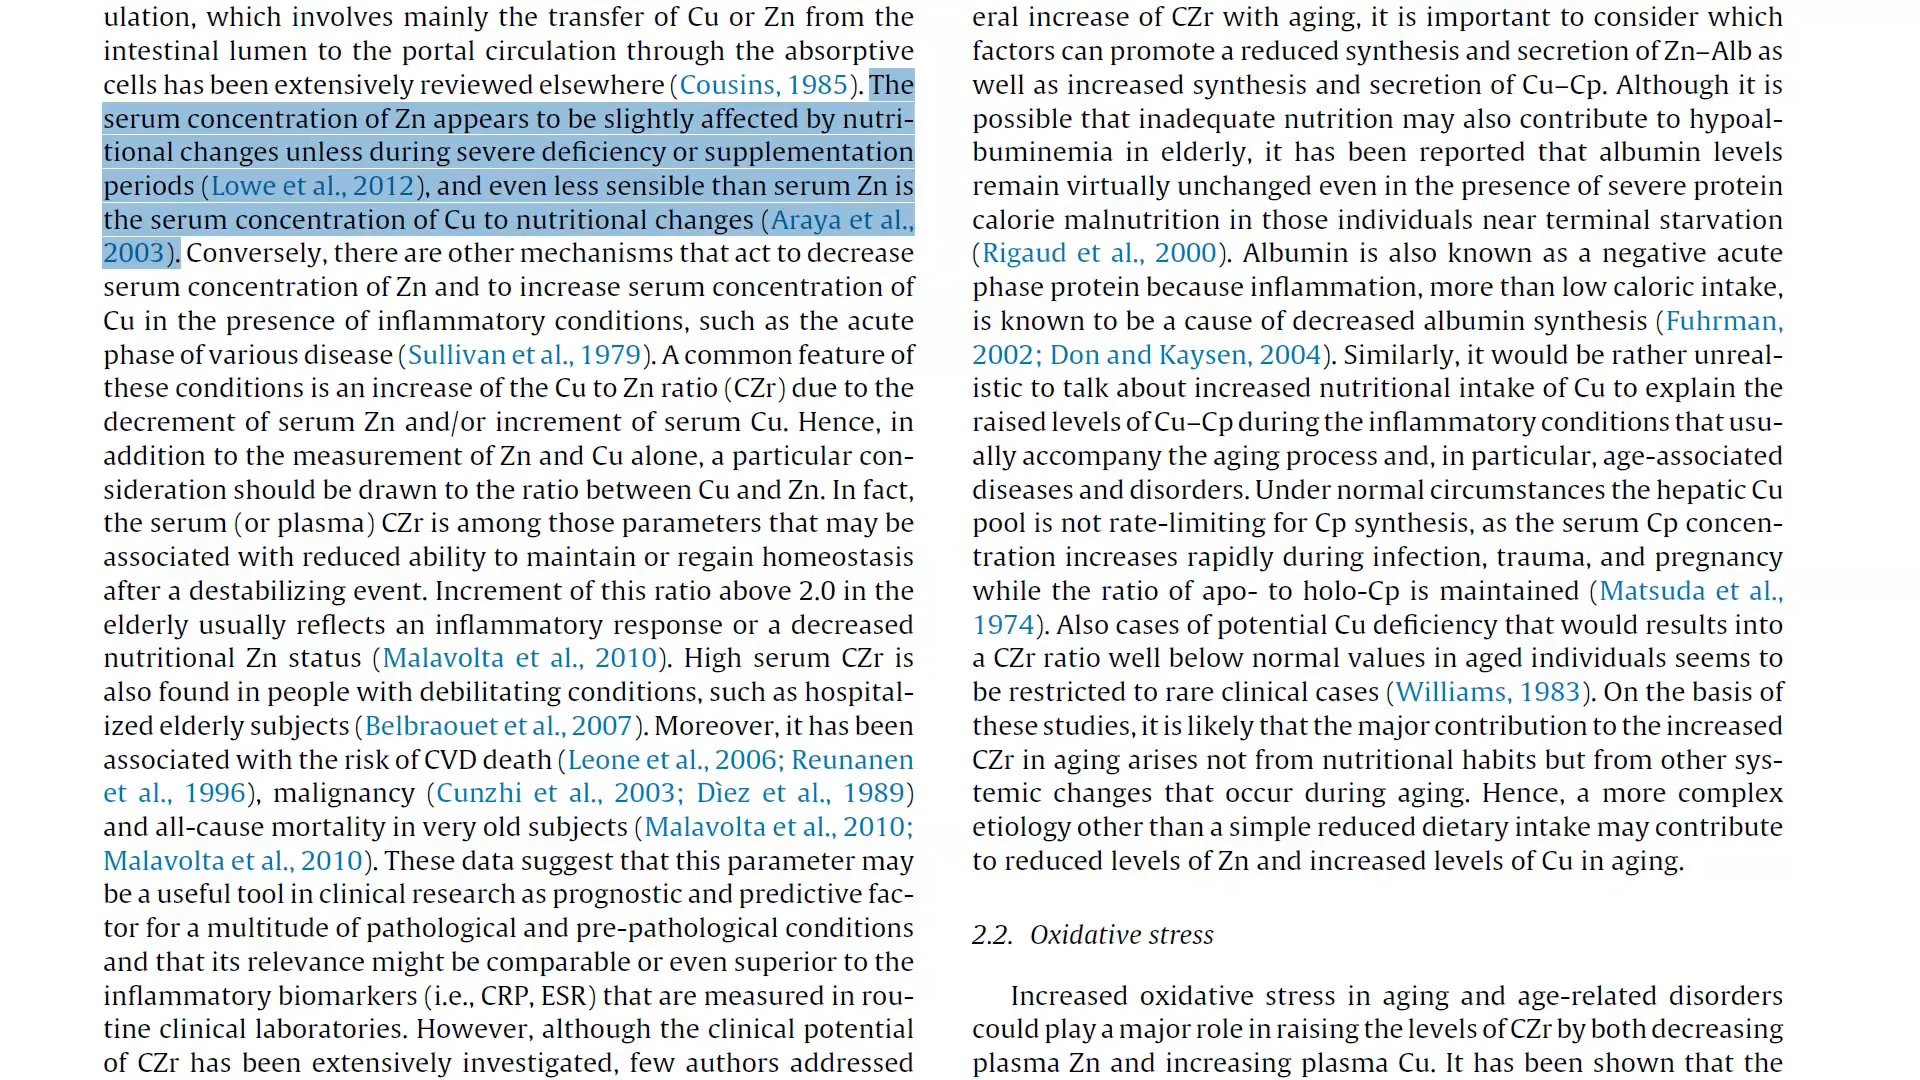 ulation, which involves mainly the transfer of Cu or Zn from the
intestinal lumen to the portal circulation through the absorptive
cells has been extensively reviewed elsewhere (Cousins, 1985). The
serum concentration of Zn appears to be slightly affected by nutri-
tional changes unless during severe deficiency or supplementation
periods (Lowe et al., 2012), and even less sensible than serum Zn is
the serum concentration of Cu to nutritional changes (Araya et al.,
2003). Conversely, there are other mechanisms that act to decrease
serum concentration of Zn and to increase serum concentration of
Cu in the presence of inflammatory conditions, such as the acute
phase of various disease (Sullivan et al., 1979). A common feature of
these conditions is an increase of the Cu to Zn ratio (CZr) due to the
decrement of serum Zn and/or increment of serum Cu. Hence, in
addition to the measurement of Zn and Cu alone, a particular con-
sideration should be drawn to the ratio between Cu and Zn. In fact,
the serum (or plasma) CZr is among those parameters that may be
associated with reduced ability to maintain or regain homeostasis
after a destabilizing event. Increment of this ratio above 2.0 in the
elderly usually reflects an inflammatory response or a decreased
nutritional Zn status (Malavolta et al., 2010). High serum CZr is
also found in people with debilitating conditions, such as hospital-
ized elderly subjects (Belbraouet et al., 2007). Moreover, it has been
associated with the risk of CVD death (Leone et al., 2006; Reunanen
et al., 1996), malignancy (Cunzhi et al., 2003; Dìez et al., 1989)
and all-cause mortality in very old subjects (Malavolta et al., 2010;
Malavolta et al., 2010). These data suggest that this parameter may
be a useful tool in clinical research as prognostic and predictive fac-
tor for a multitude of pathological and pre-pathological conditions
and that its relevance might be comparable or even superior to the
inflammatory biomarkers (i.e., CRP, ESR) that are measured in rou-
tine clinical laboratories. However, although the clinical potential
of CZr has been extensively investigated, few authors addressed
eral increase of CZr with aging, it is important to consider which
factors can promote a reduced synthesis and secretion of Zn–Alb as
well as increased synthesis and secretion of Cu–Cp. Although it is
possible that inadequate nutrition may also contribute to hypoal-
buminemia in elderly, it has been reported that albumin levels
remain virtually unchanged even in the presence of severe protein
calorie malnutrition in those individuals near terminal starvation
(Rigaud et al., 2000). Albumin is also known as a negative acute
phase protein because inflammation, more than low caloric intake,
is known to be a cause of decreased albumin synthesis (Fuhrman,
2002; Don and Kaysen, 2004). Similarly, it would be rather unreal-
istic to talk about increased nutritional intake of Cu to explain the
raised levels of Cu–Cp during the inflammatory conditions that usu-
ally accompany the aging process and, in particular, age-associated
diseases and disorders. Under normal circumstances the hepatic Cu
pool is not rate-limiting for Cp synthesis, as the serum Cp concen-
tration increases rapidly during infection, trauma, and pregnancy
while the ratio of apo- to holo-Cp is maintained (Matsuda et al.,
1974). Also cases of potential Cu deficiency that would results into
a CZr ratio well below normal values in aged individuals seems to
be restricted to rare clinical cases (Williams, 1983). On the basis of
these studies, it is likely that the major contribution to the increased
CZr in aging arises not from nutritional habits but from other sys-
temic changes that occur during aging. Hence, a more complex
etiology other than a simple reduced dietary intake may contribute
to reduced levels of Zn and increased levels of Cu in aging.
2.2. Oxidative stress
Increased oxidative stress in aging and age-related disorders
could play a major role in raising the levels of CZr by both decreasing
plasma Zn and increasing plasma Cu. It has been shown that the